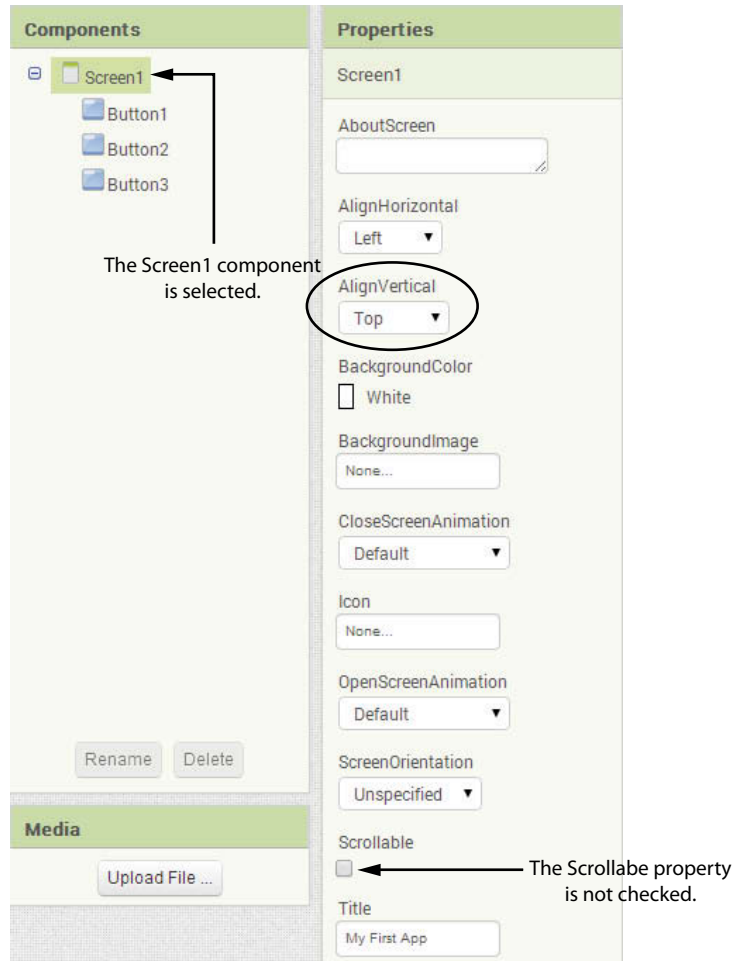 Components
Screen1
Button1
Button2
Button3
The Screen1 component
is selected.
Rename Delete
Media
Upload File ...
Properties
Screen1
AboutScreen
AlignHorizontal
Left
AlignVertical
Top
BackgroundColor
White
BackgroundImage
None...
CloseScreenAnimation
Default
Icon
None...
OpenScreenAnimation
Default
ScreenOrientation
Unspecified
Scrollable
The Scrollabe property
is not checked.
Title
My First App